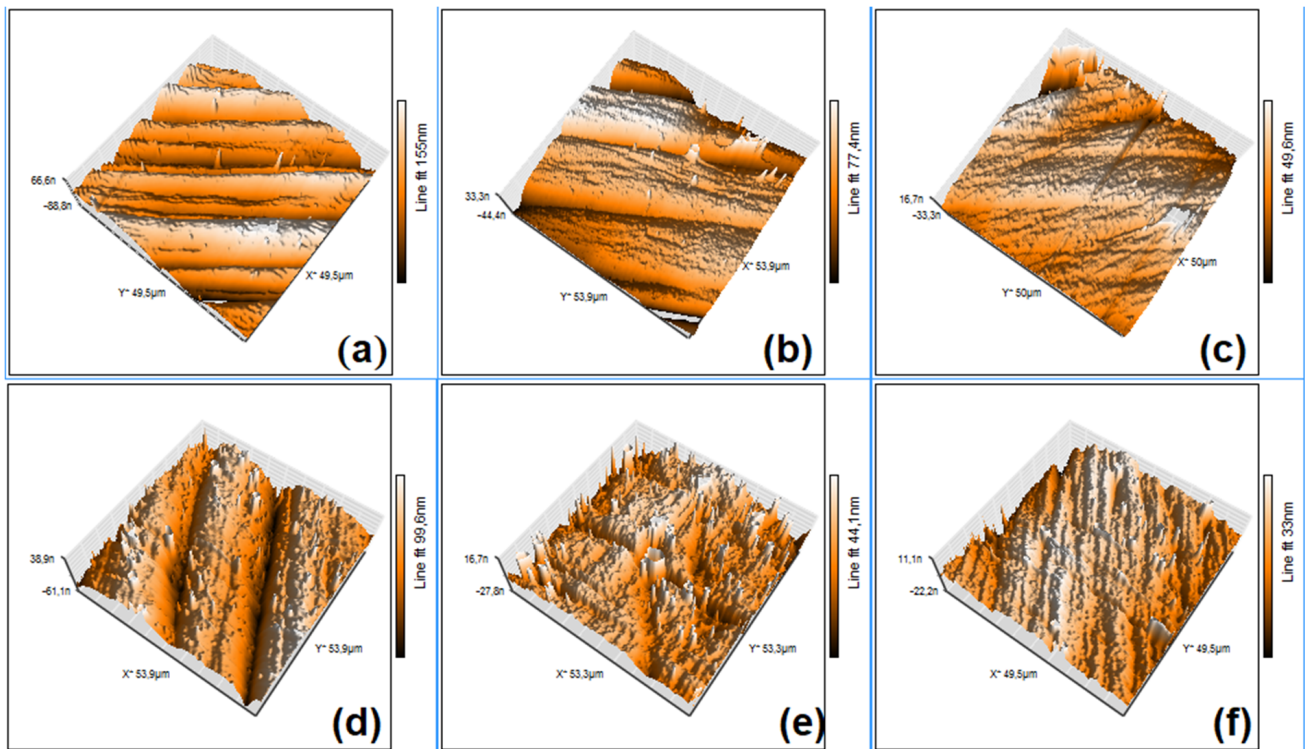 66,6n
-88,8n
Y* 49,5µm
X* 49,5µm
Line fit 155nm
(a)
33,3n
-44,4n
Y* 53,9µm
X* 53,9µm
Line fit 77,4nm
(b)
16,7n
-33,3n
Y* 50µm
X* 50µm
Line fit 49,6nm
(c)
38,9n
-61,1n
X* 53,9µm
Y* 53,9µm
Line fit 99,6nm
(d)
16,7n
-27,8n
X* 53,3µm
Y* 53,3µm
Line fit 44,1nm
(e)
11,1n
-22,2n
X* 49,5µm
Y* 49,5µm
Line fit 33nm
(f)